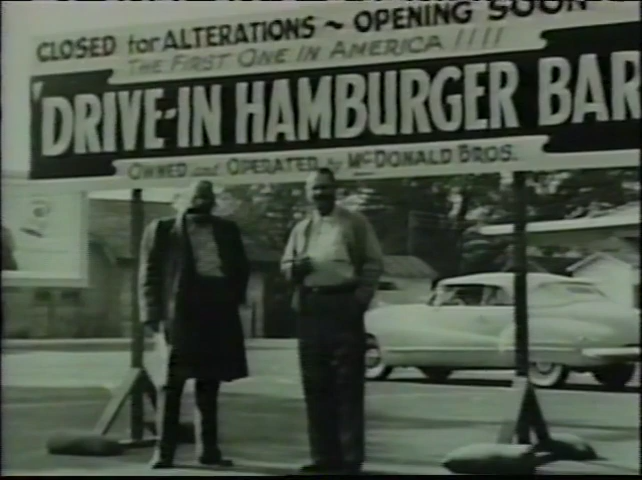 CLOSED for ALTERATIONS ~ OPENING SOON
THE FIRST ONE IN AMERICA !!!!
'DRIVE-IN HAMBURGER BAR
OWNED and OPERATED by McDONALD BROS.